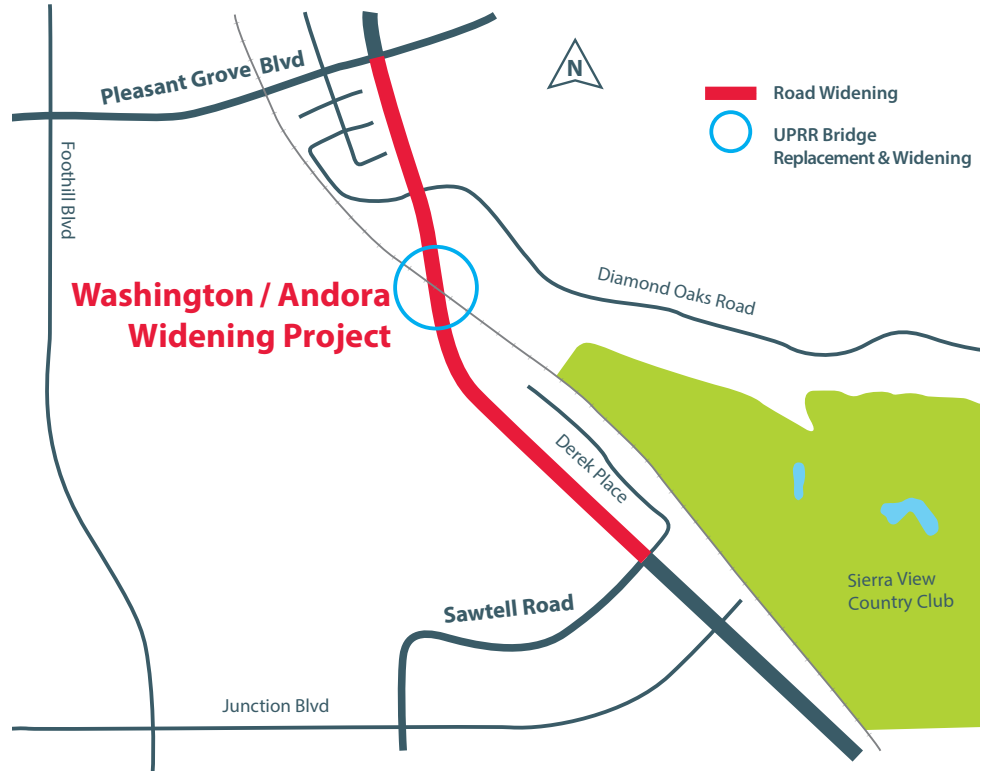 Pleasant Grove Blvd
N
Road Widening
UPRR Bridge
Replacement & Widening
Foothill Blvd
Diamond Oaks Road
Washington / Andora
Widening Project
Derek Place
Sierra View
Country Club
Sawtell Road
Junction Blvd